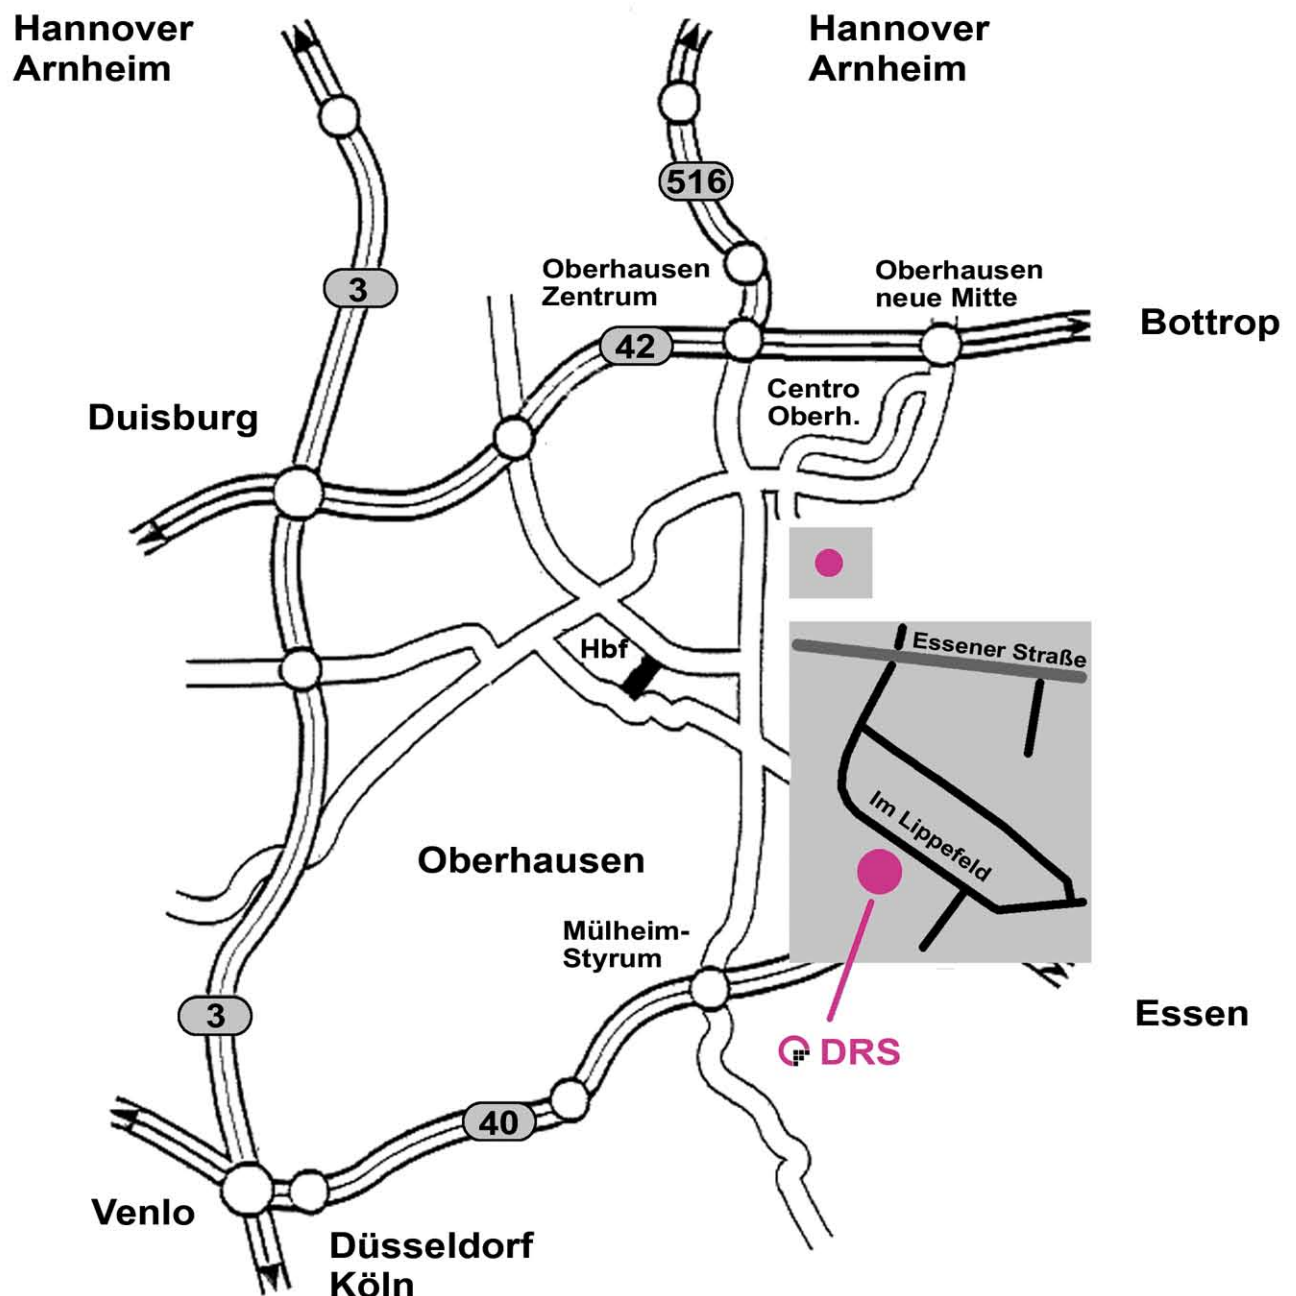 Hannover
Arnheim
Hannover
Arnheim
516
3
Oberhausen
Zentrum
Oberhausen
neue Mitte
Bottrop
42
Centro
Oberh.
Duisburg
Hbf
Essener Straße
Im Lippefeld
Oberhausen
Mülheim-
Styrum
3
Essen
DRS
40
Venlo
Düsseldorf
Köln